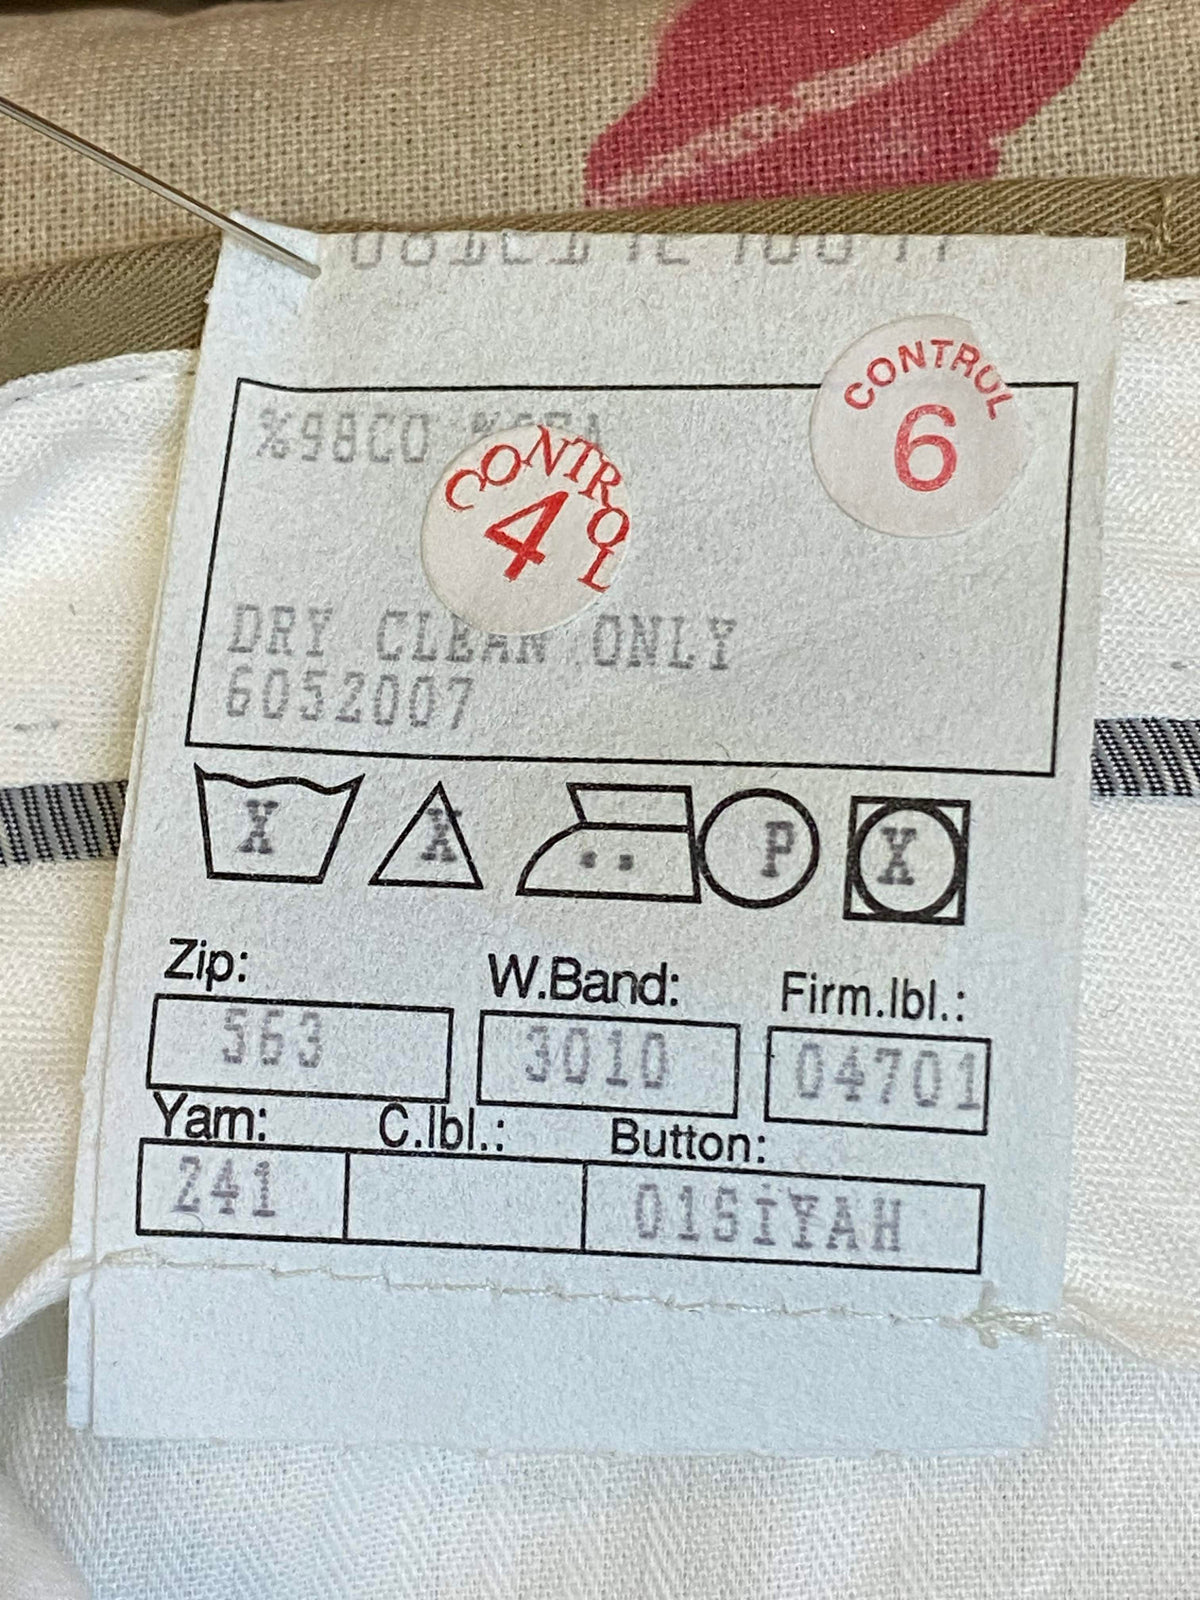 CONTROL
6
%98CO
CONTROL
4
DRY CLEAN ONLY
6052007
X X P X
Zip: W.Band: Firm.lbl.:
563 3010 04701
Yarn: C.lbl.: Button:
241 01SİYAH